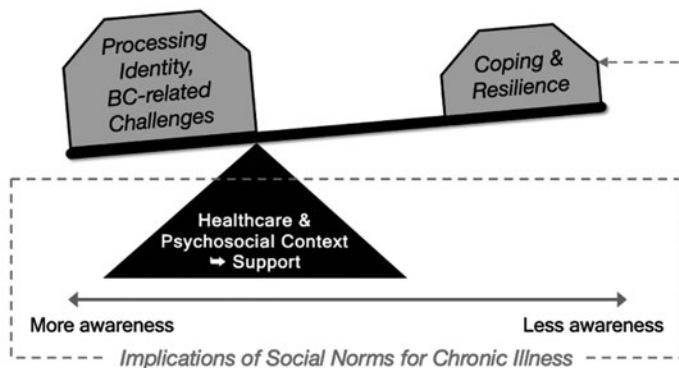 Processing
Identity,
BC-related
Challenges
Coping &
Resilience
Healthcare &
Psychosocial Context
➥ Support
More awareness
Less awareness
Implications of Social Norms for Chronic Illness